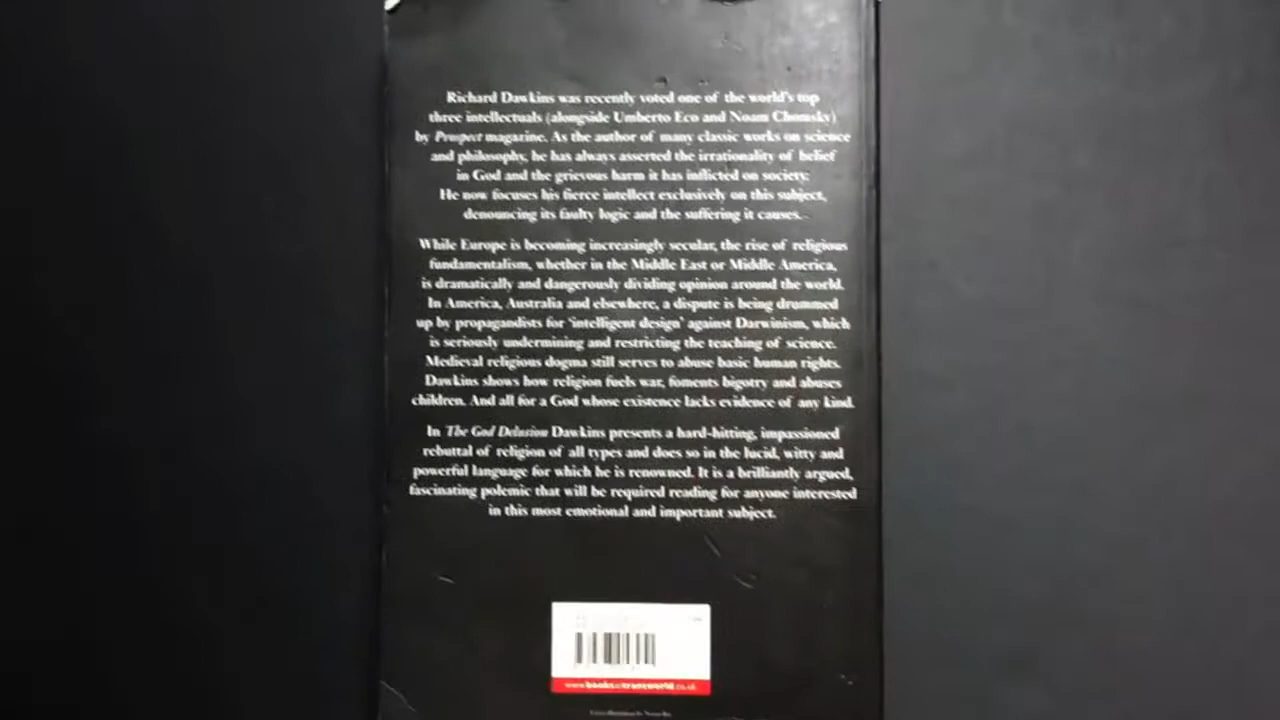 Richard Dawkins was recently voted one of the world's top
three intellectuals (alongside Umberto Eco and Noam Chomsky)
by Prospect magazine. As the author of many classic works on science
and philosophy, he has always asserted the irrationality of belief
in God and the grievous harm it has inflicted on society.
He now focuses his fierce intellect exclusively on this subject,
denouncing its faulty logic and the suffering it causes.
While Europe is becoming increasingly secular, the rise of religious
fundamentalism, whether in the Middle East or Middle America,
is dramatically and dangerously dividing opinion around the world.
In America, Australia and elsewhere, a dispute is being drummed
up by propagandists for 'intelligent design' against Darwinism, which
is seriously undermining and restricting the teaching of science.
Medieval religious dogma still serves to abuse basic human rights.
Dawkins shows how religion fuels war, foments bigotry and abuses
children. And all for a God whose existence lacks evidence of any kind.
In The God Delusion Dawkins presents a hard-hitting, impassioned
rebuttal of religion of all types and does so in the lucid, witty and
powerful language for which he is renowned. It is a brilliantly argued,
fascinating polemic that will be required reading for anyone interested
in this most emotional and important subject.
www.booksattransworld.co.uk